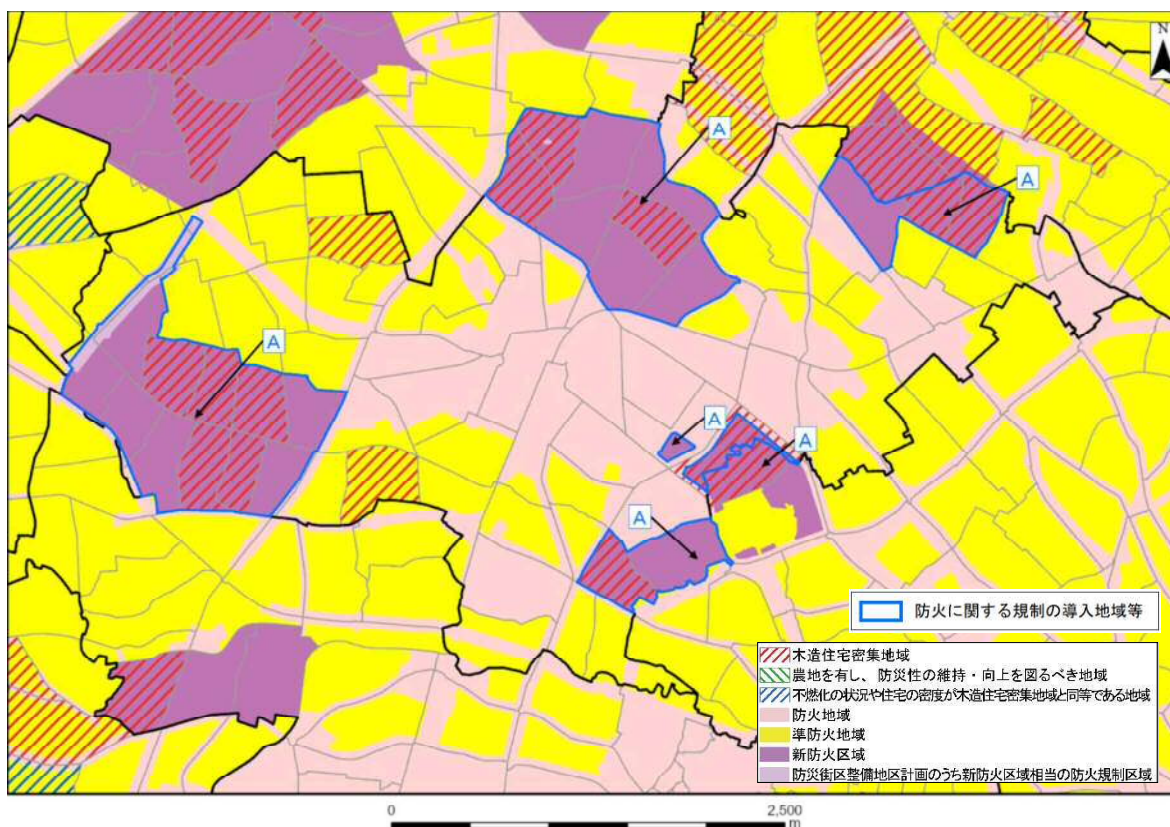 N
A
A
A
A
A
A
防火に関する規制の導入地域等
木造住宅密集地域
農地を有し、防災性の維持・向上を図るべき地域
不燃化の状況や住宅の密度が木造住宅密集地域と同等である地域
防火地域
準防火地域
新防火区域
防災街区整備地区計画のうち新防火区域相当の防火規制区域
0
2,500
m